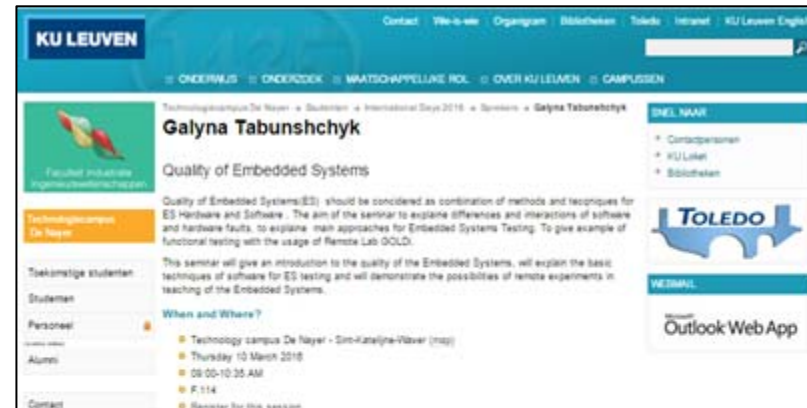 Contact Wie-is-wie Organigram Bibliotheken Toledo Intranet KU Leuven Englis
KU LEUVEN
1425
ONDERWIJS ONDERZOEK MAATSCHAPPELIJKE ROL OVER KU LEUVEN CAMPUSSEN
Technologiecampus De Nayer Studenten International Days 2016 Sprekers Galyna Tabunshchyk
Galyna Tabunshchyk
Quality of Embedded Systems
Quality of Embedded Systems(ES) should be concidered as combination of methods and tecqniques for
ES Hardware and Software . The aim of the seminar to explaine differences and interactions of software
and hardware faults, to explaine main approaches for Embedded Systems Testing. To give example of
functional testing with the usage of Remote Lab GOLDi.
This seminar will give an introduction to the quality of the Embedded Systems, will explain the basic
techniques of software for ES testing and will demonstrate the possibilities of remote experiments in
teaching of the Embedded Systems.
When and Where?
Technology campus De Nayer - Sint-Katelijne-Waver (map)
Thursday 10 March 2016
09:00-10:35 AM
F.114
Register for this session
Faculteit Industriële
Ingenieurswetenschappen
Technologiecampus
De Nayer
Toekomstige studenten
Studenten
Personeel
Alumni
Contact
SNEL NAAR
Contactpersonen
KU Loket
Bibliotheken
TOLEDO
WEBMAIL
Microsoft
Outlook Web App